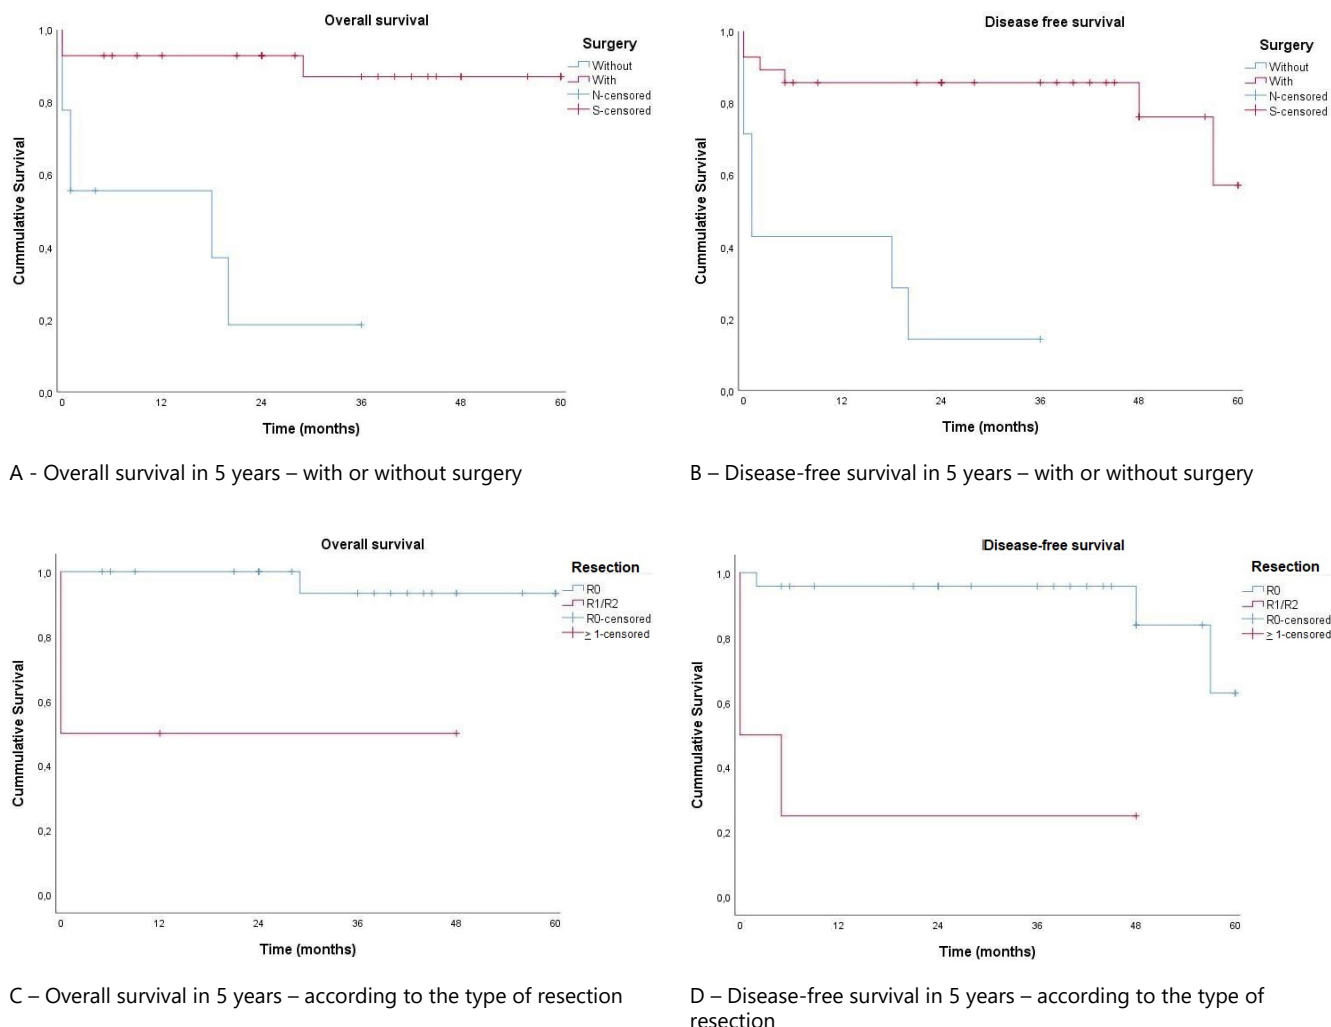 Overall survival
1,0
0,8
0,6
0,4
0,2
0,0
Cummulative Survival
0 12 24 36 48 60
Time (months)
Surgery
Without
With
N-censored
S-censored
A - Overall survival in 5 years – with or without surgery
Disease free survival
1,0
0,8
0,6
0,4
0,2
0,0
Cummulative Survival
0 12 24 36 48 60
Time (months)
Surgery
Without
With
N-censored
S-censored
B – Disease-free survival in 5 years – with or without surgery
Overall survival
1,0
0,8
0,6
0,4
0,2
0,0
Cummulative Survival
0 12 24 36 48 60
Time (months)
Resection
R0
R1/R2
R0-censored
≥ 1-censored
C – Overall survival in 5 years – according to the type of resection
Disease-free survival
1,0
0,8
0,6
0,4
0,2
0,0
Cummulative Survival
0 12 24 36 48 60
Time (months)
Resection
R0
R1/R2
R0-censored
≥ 1-censored
D – Disease-free survival in 5 years – according to the type of
resection